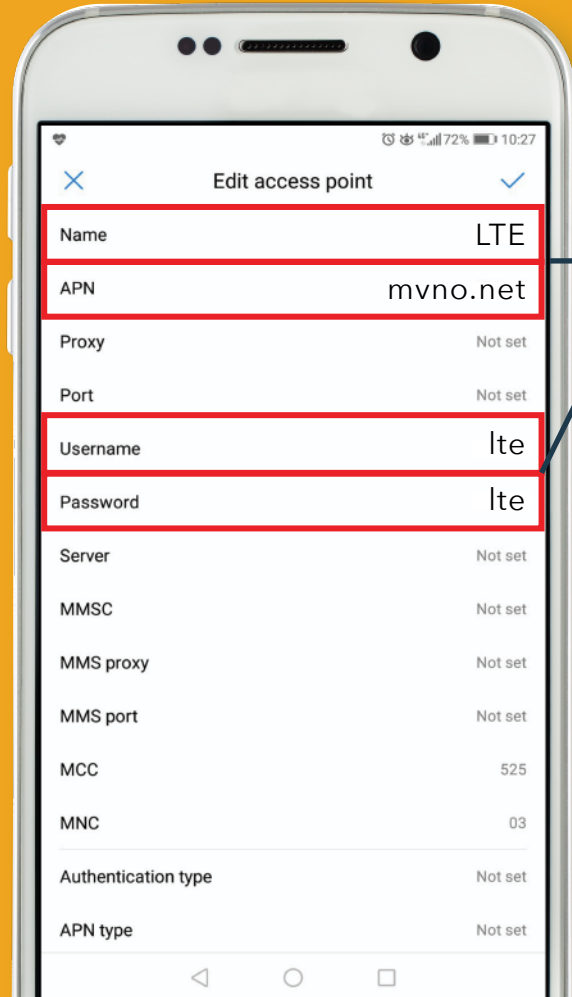 72% 10:27
Edit access point
Name LTE
APN mvno.net
Proxy Not set
Port Not set
Username lte
Password lte
Server Not set
MMSC Not set
MMS proxy Not set
MMS port Not set
MCC 525
MNC 03
Authentication type Not set
APN type Not set